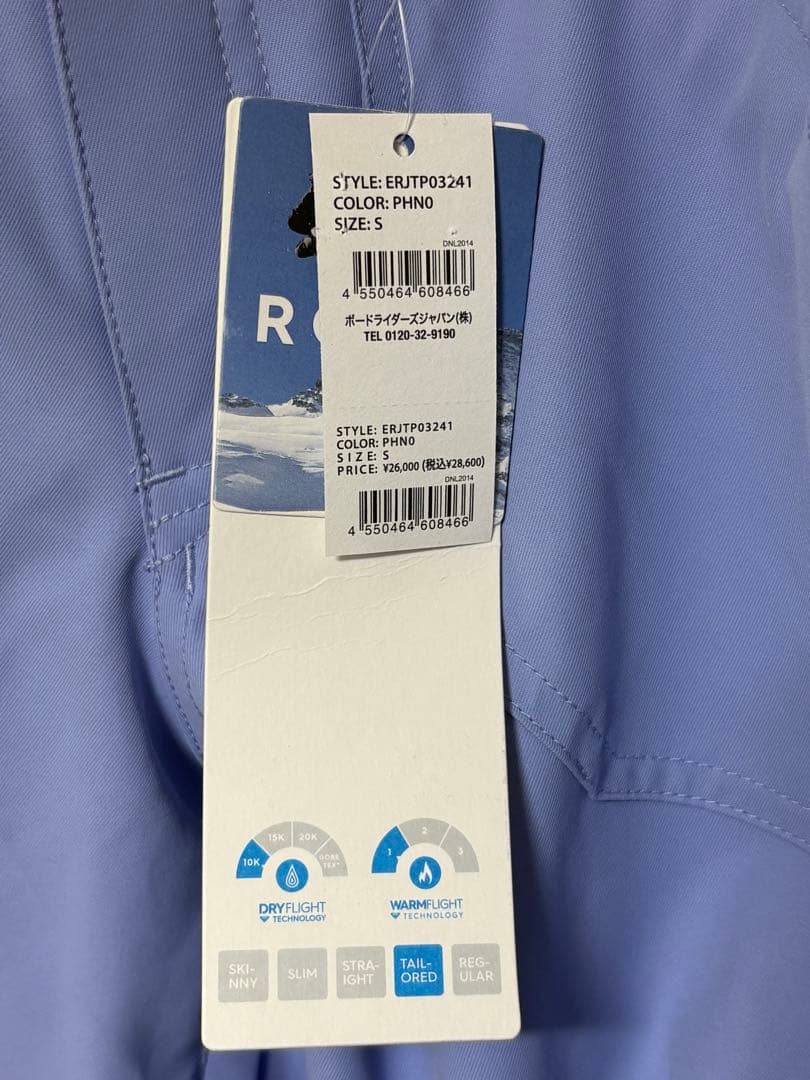 STYLE: ERJTP03241
COLOR: PHN0
SIZE: S
DNL2014
4 550464 608466
ボードライダーズジャパン(株)
TEL 0120-32-9190
STYLE: ERJTP03241
COLOR: PHN0
SIZE: S
PRICE: ¥26,000 (税込¥28,600)
DNL2014
4 550464 608466
10K 15K 20K GORE TEX®
DRYFLIGHT
TECHNOLOGY
1 2 3
WARMFLIGHT
TECHNOLOGY
SKI-
NNY
SLIM
STRA-
IGHT
TAIL-
ORED
REG-
ULAR